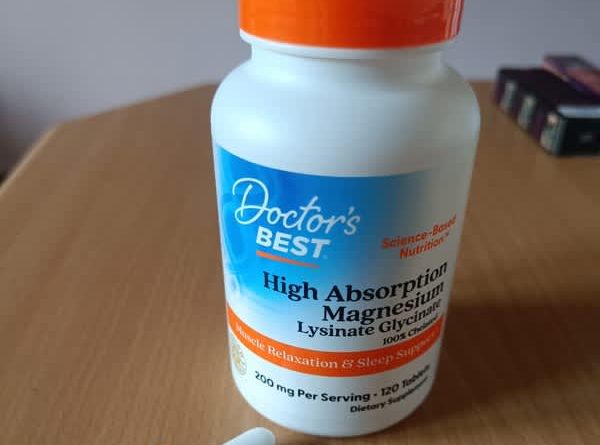 Doctor's
BEST
Science-Based
Nutrition™
High Absorption
Magnesium
Lysinate Glycinate
100% Chelated
Muscle Relaxation & Sleep Support
200 mg Per Serving • 120 Tablets
Dietary Supplement